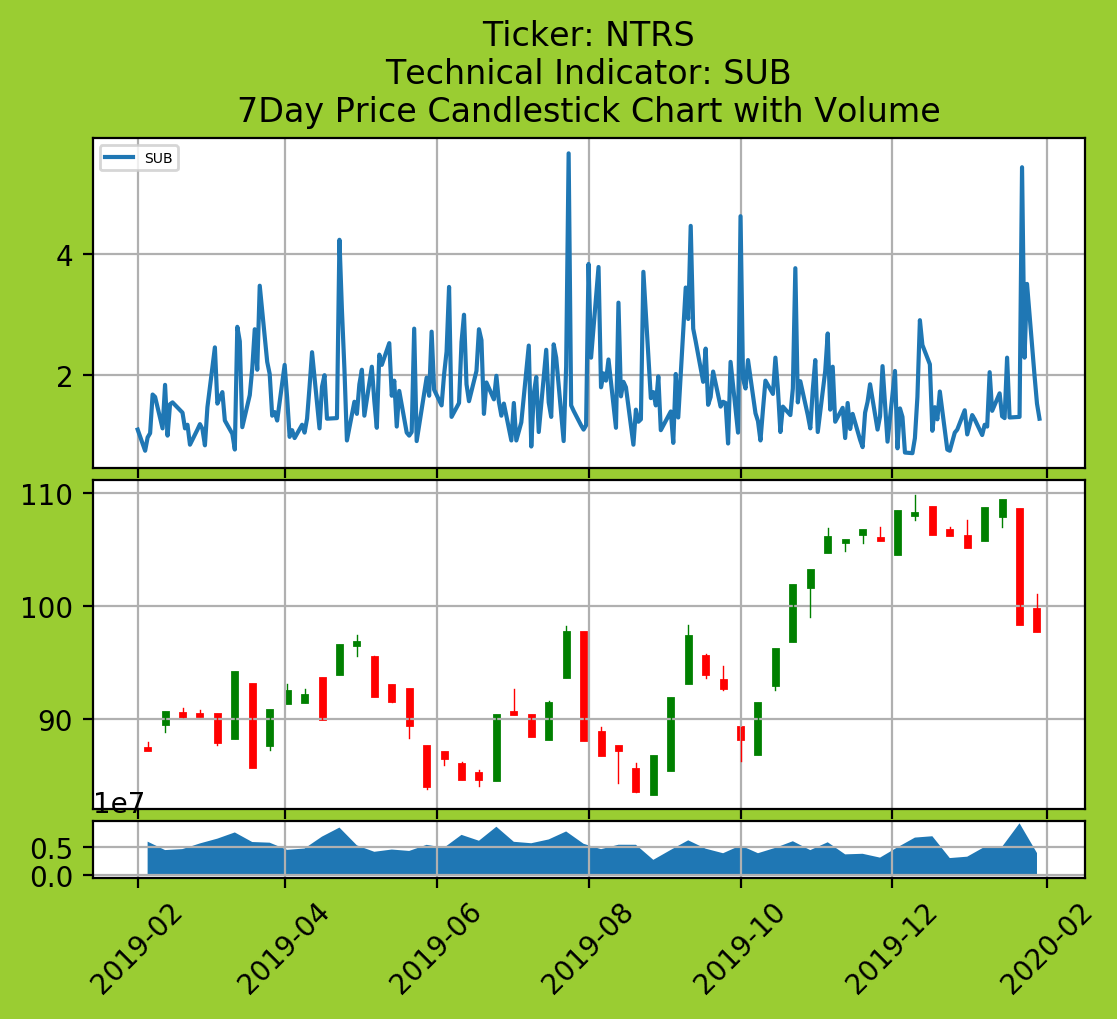 Ticker: NTRS
Technical Indicator: SUB
7Day Price Candlestick Chart with Volume
SUB
4
2
110
100
90
1e7
0.5
0.0
2019-02
2019-04
2019-06
2019-08
2019-10
2019-12
2020-02